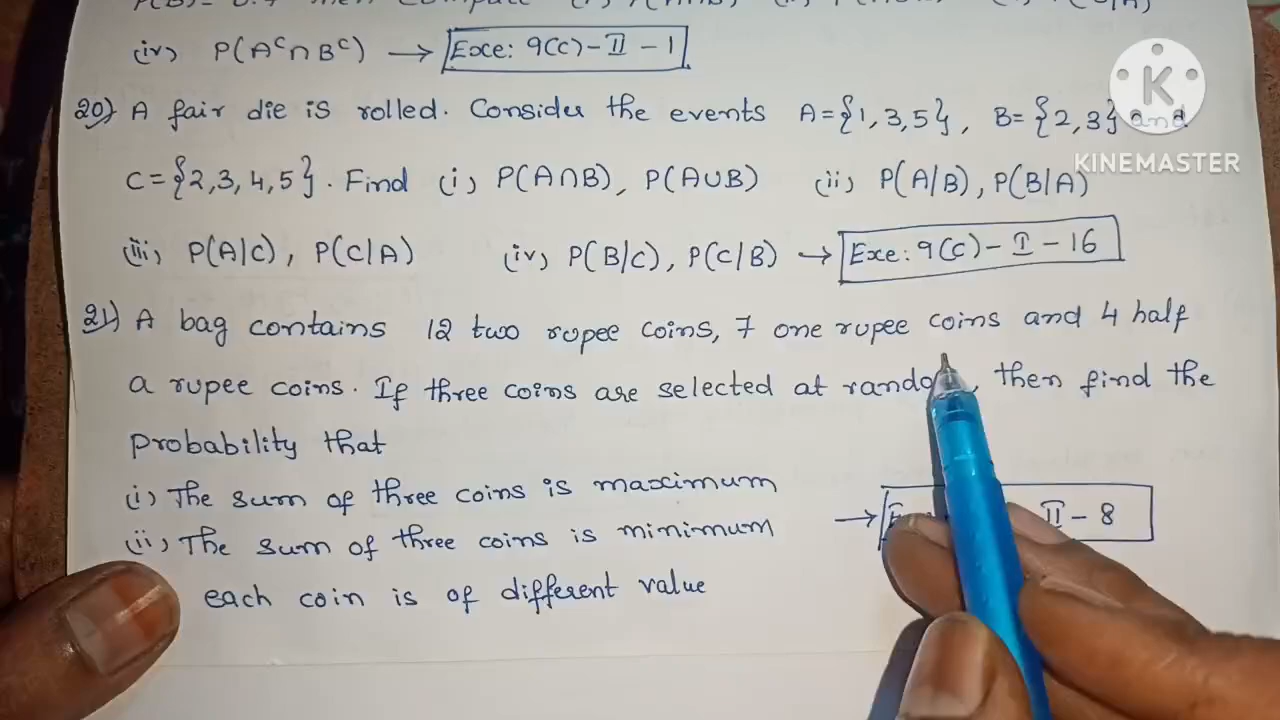 (iv) P(Aᶜ∩Bᶜ) → Exe: 9(c)-II-1
20) A fair die is rolled. Consider the events A={1,3,5}, B={2,3} and
C={2,3,4,5}. Find (i) P(A∩B), P(A∪B) (ii) P(A|B), P(B|A)
(iii) P(A|C), P(C|A) (iv) P(B|C), P(C|B) → Exe: 9(c)-I-16
21) A bag contains 12 two rupee coins, 7 one rupee coins and 4 half
a rupee coins. If three coins are selected at , then find the
probability that
(i) The sum of three coins is maximum
(ii) The sum of three coins is minimum → II-8
each coin is of different value
K
KINEMASTER